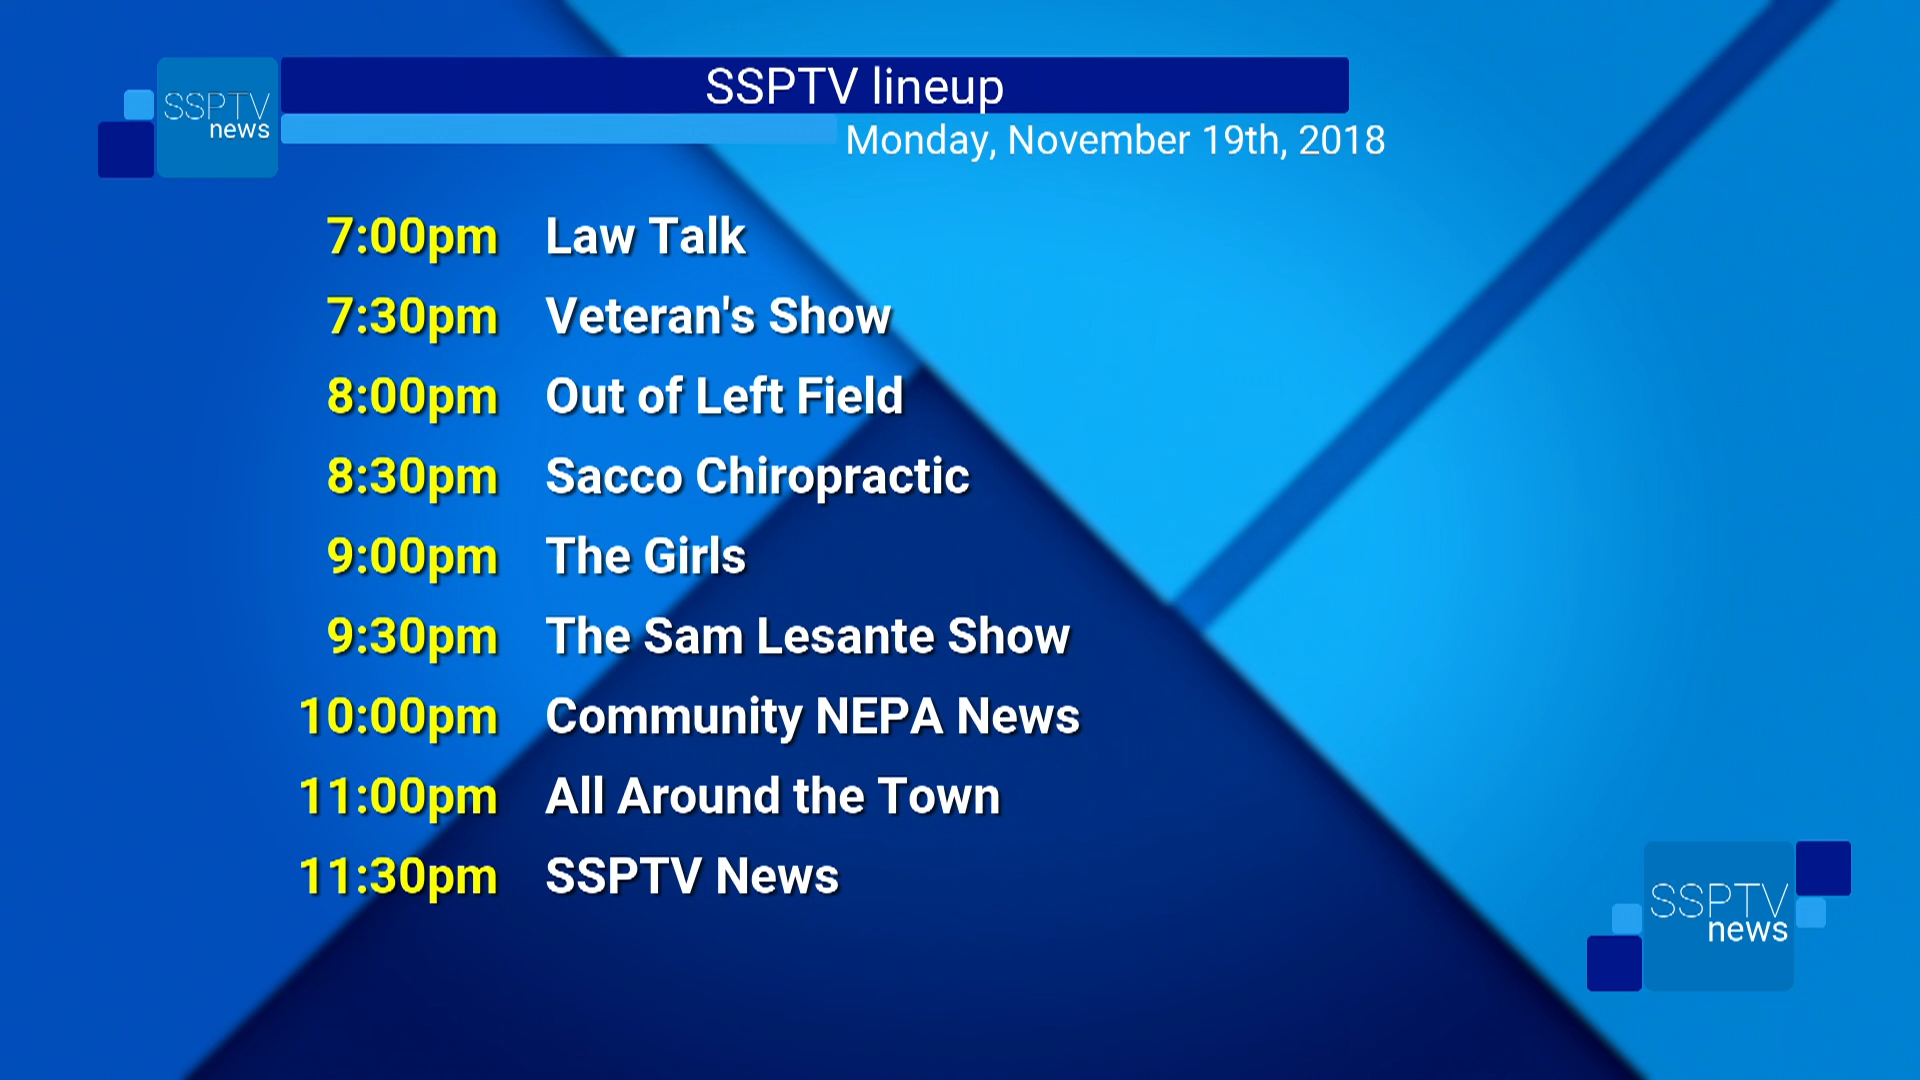 SSPTV lineup
SSPTV
news
Monday, November 19th, 2018
7:00pm Law Talk
7:30pm Veteran's Show
8:00pm Out of Left Field
8:30pm Sacco Chiropractic
9:00pm The Girls
9:30pm The Sam Lesante Show
10:00pm Community NEPA News
11:00pm All Around the Town
11:30pm SSPTV News
SSPTV
news